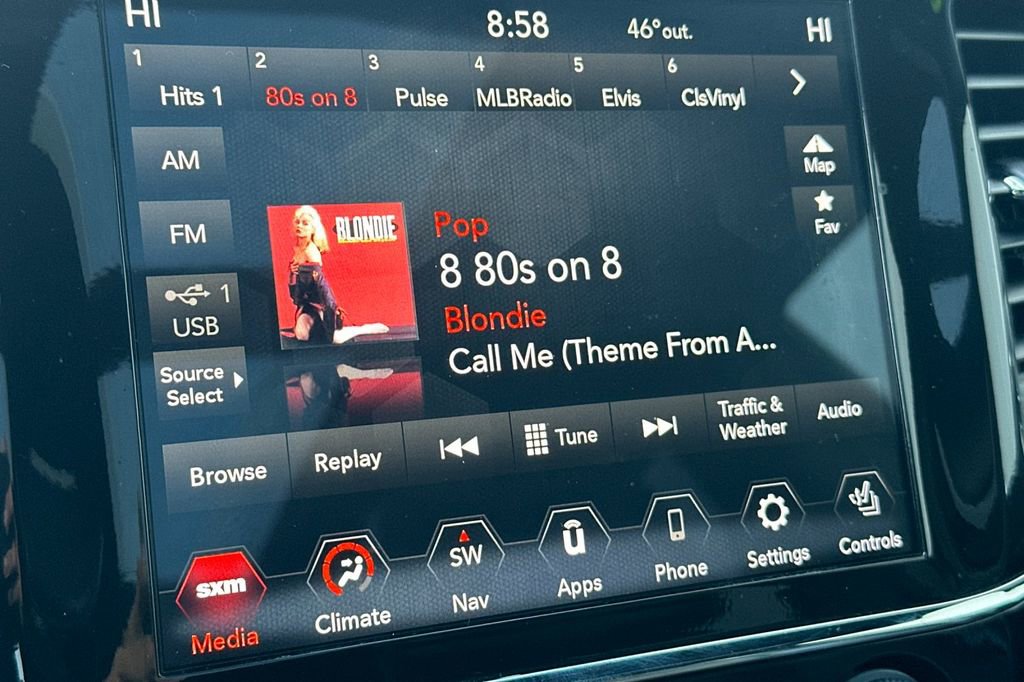 HI 8:58 46° out. HI
1 2 3 4 5 6
Hits 1 80s on 8 Pulse MLBRadio Elvis ClsVinyl
AM
FM
1
USB
Source
Select
Map
Fav
BLONDIE
Pop
8 80s on 8
Blondie
Call Me (Theme From A...
Browse Replay Tune Traffic & Weather Audio
sxm SW u
Media Climate Nav Apps Phone Settings Controls